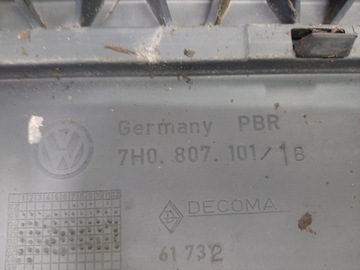 Germany PBR
7H0. 807. 101/1B
DECOMA
61 732